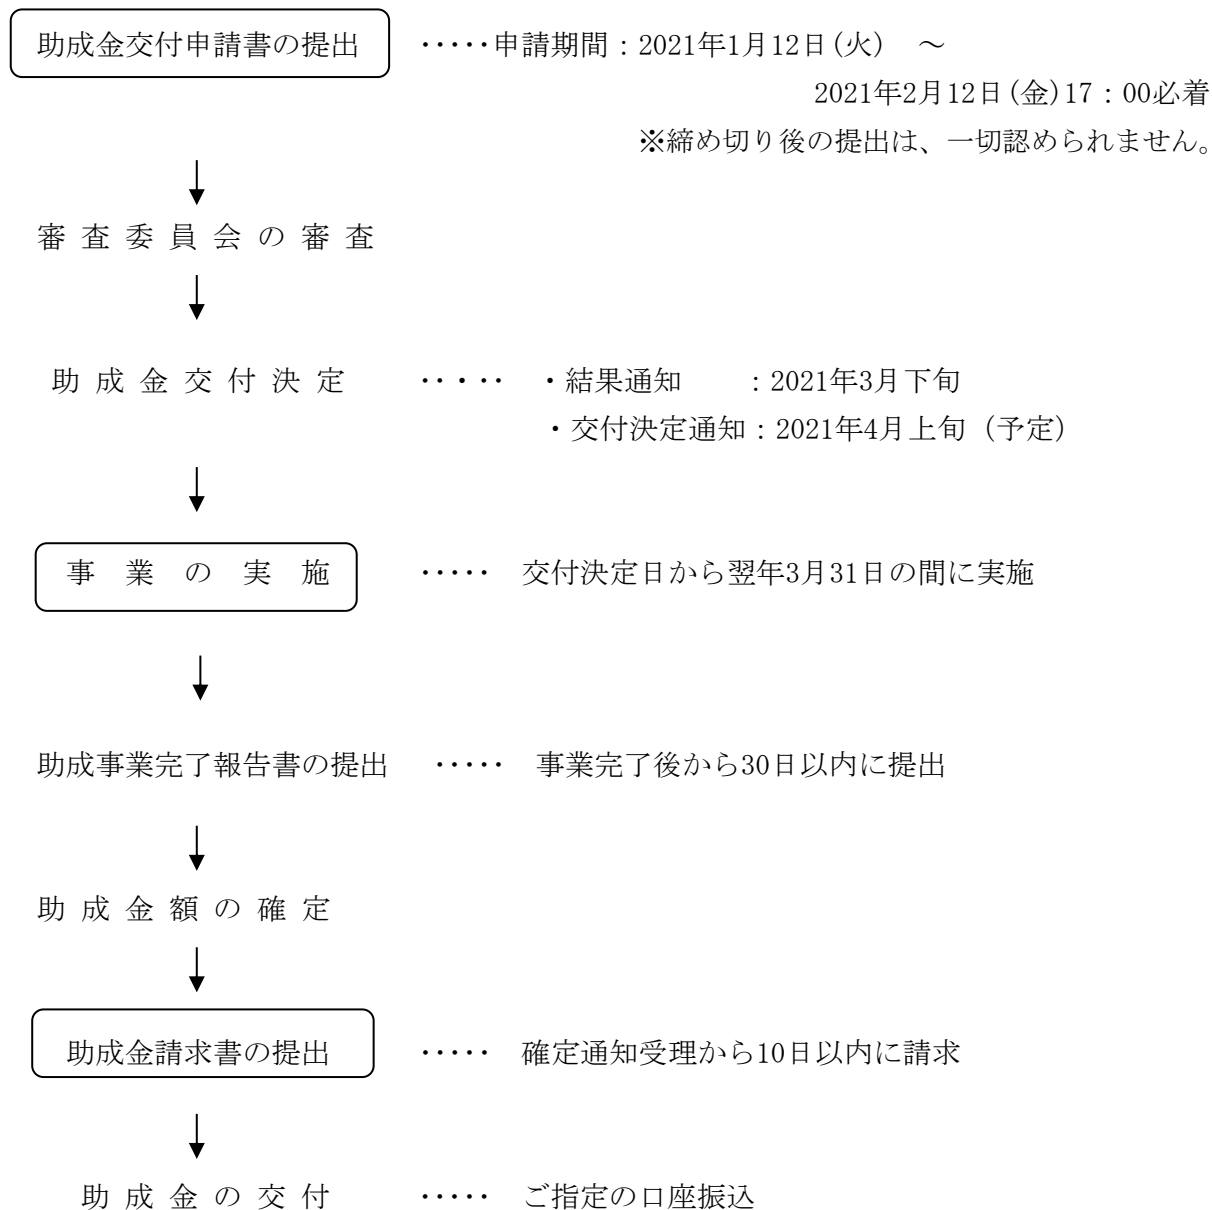 助成金交付申請書の提出 ・・・・・申請期間：2021年1月12日(火) ～
2021年2月12日(金)17：00必着
※締め切り後の提出は、一切認められません。
審 査 委 員 会 の 審 査
助 成 金 交 付 決 定 ・・・・・ ・結果通知 ：2021年3月下旬
・交付決定通知：2021年4月上旬（予定）
事 業 の 実 施 ・・・・・ 交付決定日から翌年3月31日の間に実施
助成事業完了報告書の提出 ・・・・・ 事業完了後から30日以内に提出
助 成 金 額 の 確 定
助成金請求書の提出 ・・・・・ 確定通知受理から10日以内に請求
助 成 金 の 交 付 ・・・・・ ご指定の口座振込